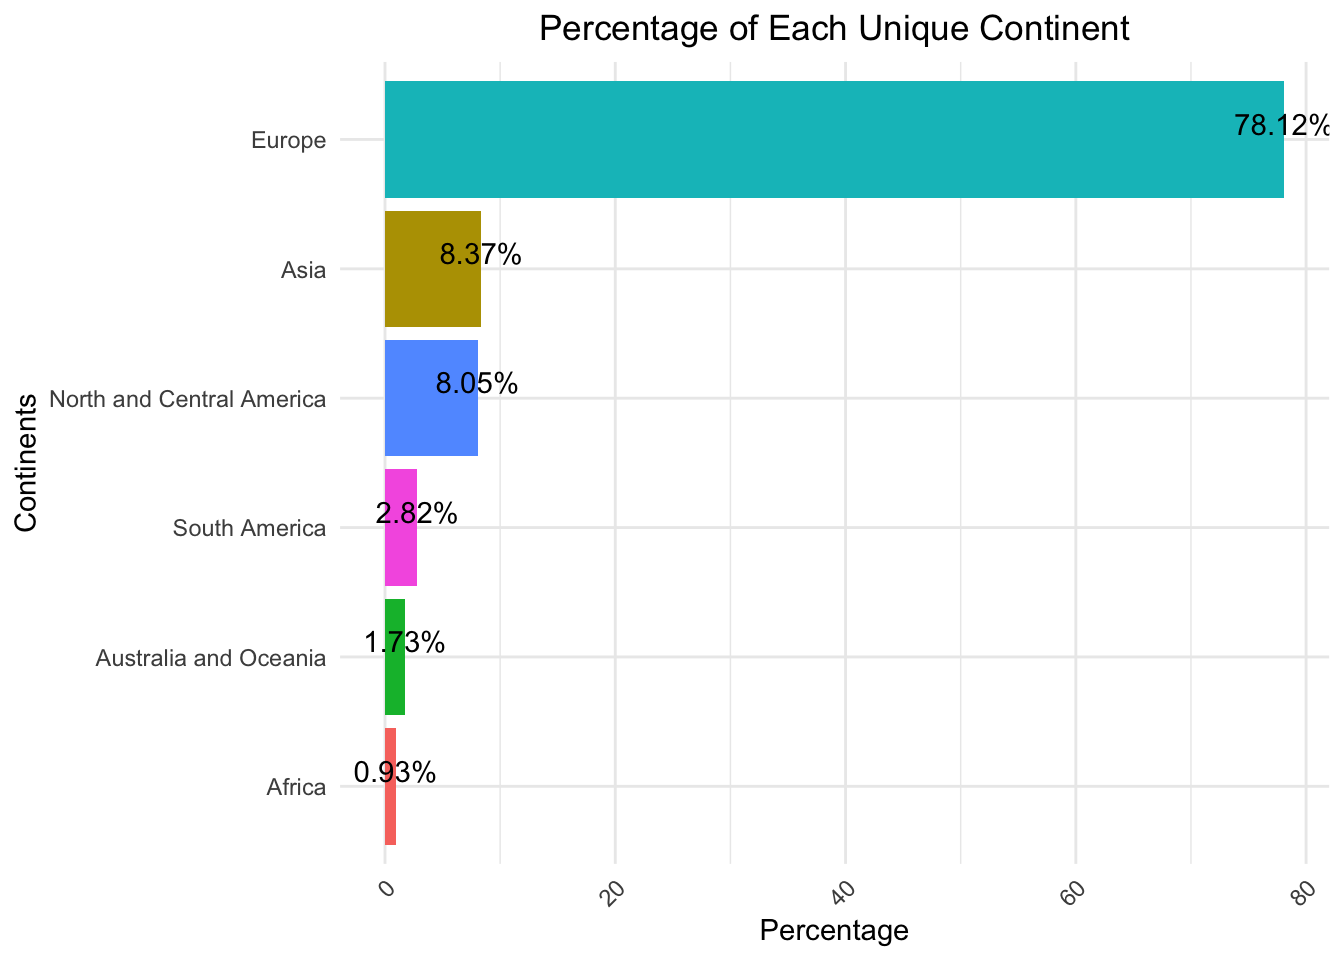 Percentage of Each Unique Continent
Continents
Europe
78.12%
Asia
8.37%
North and Central America
8.05%
South America
2.82%
Australia and Oceania
1.73%
Africa
0.93%
0 20 40 60 80
Percentage